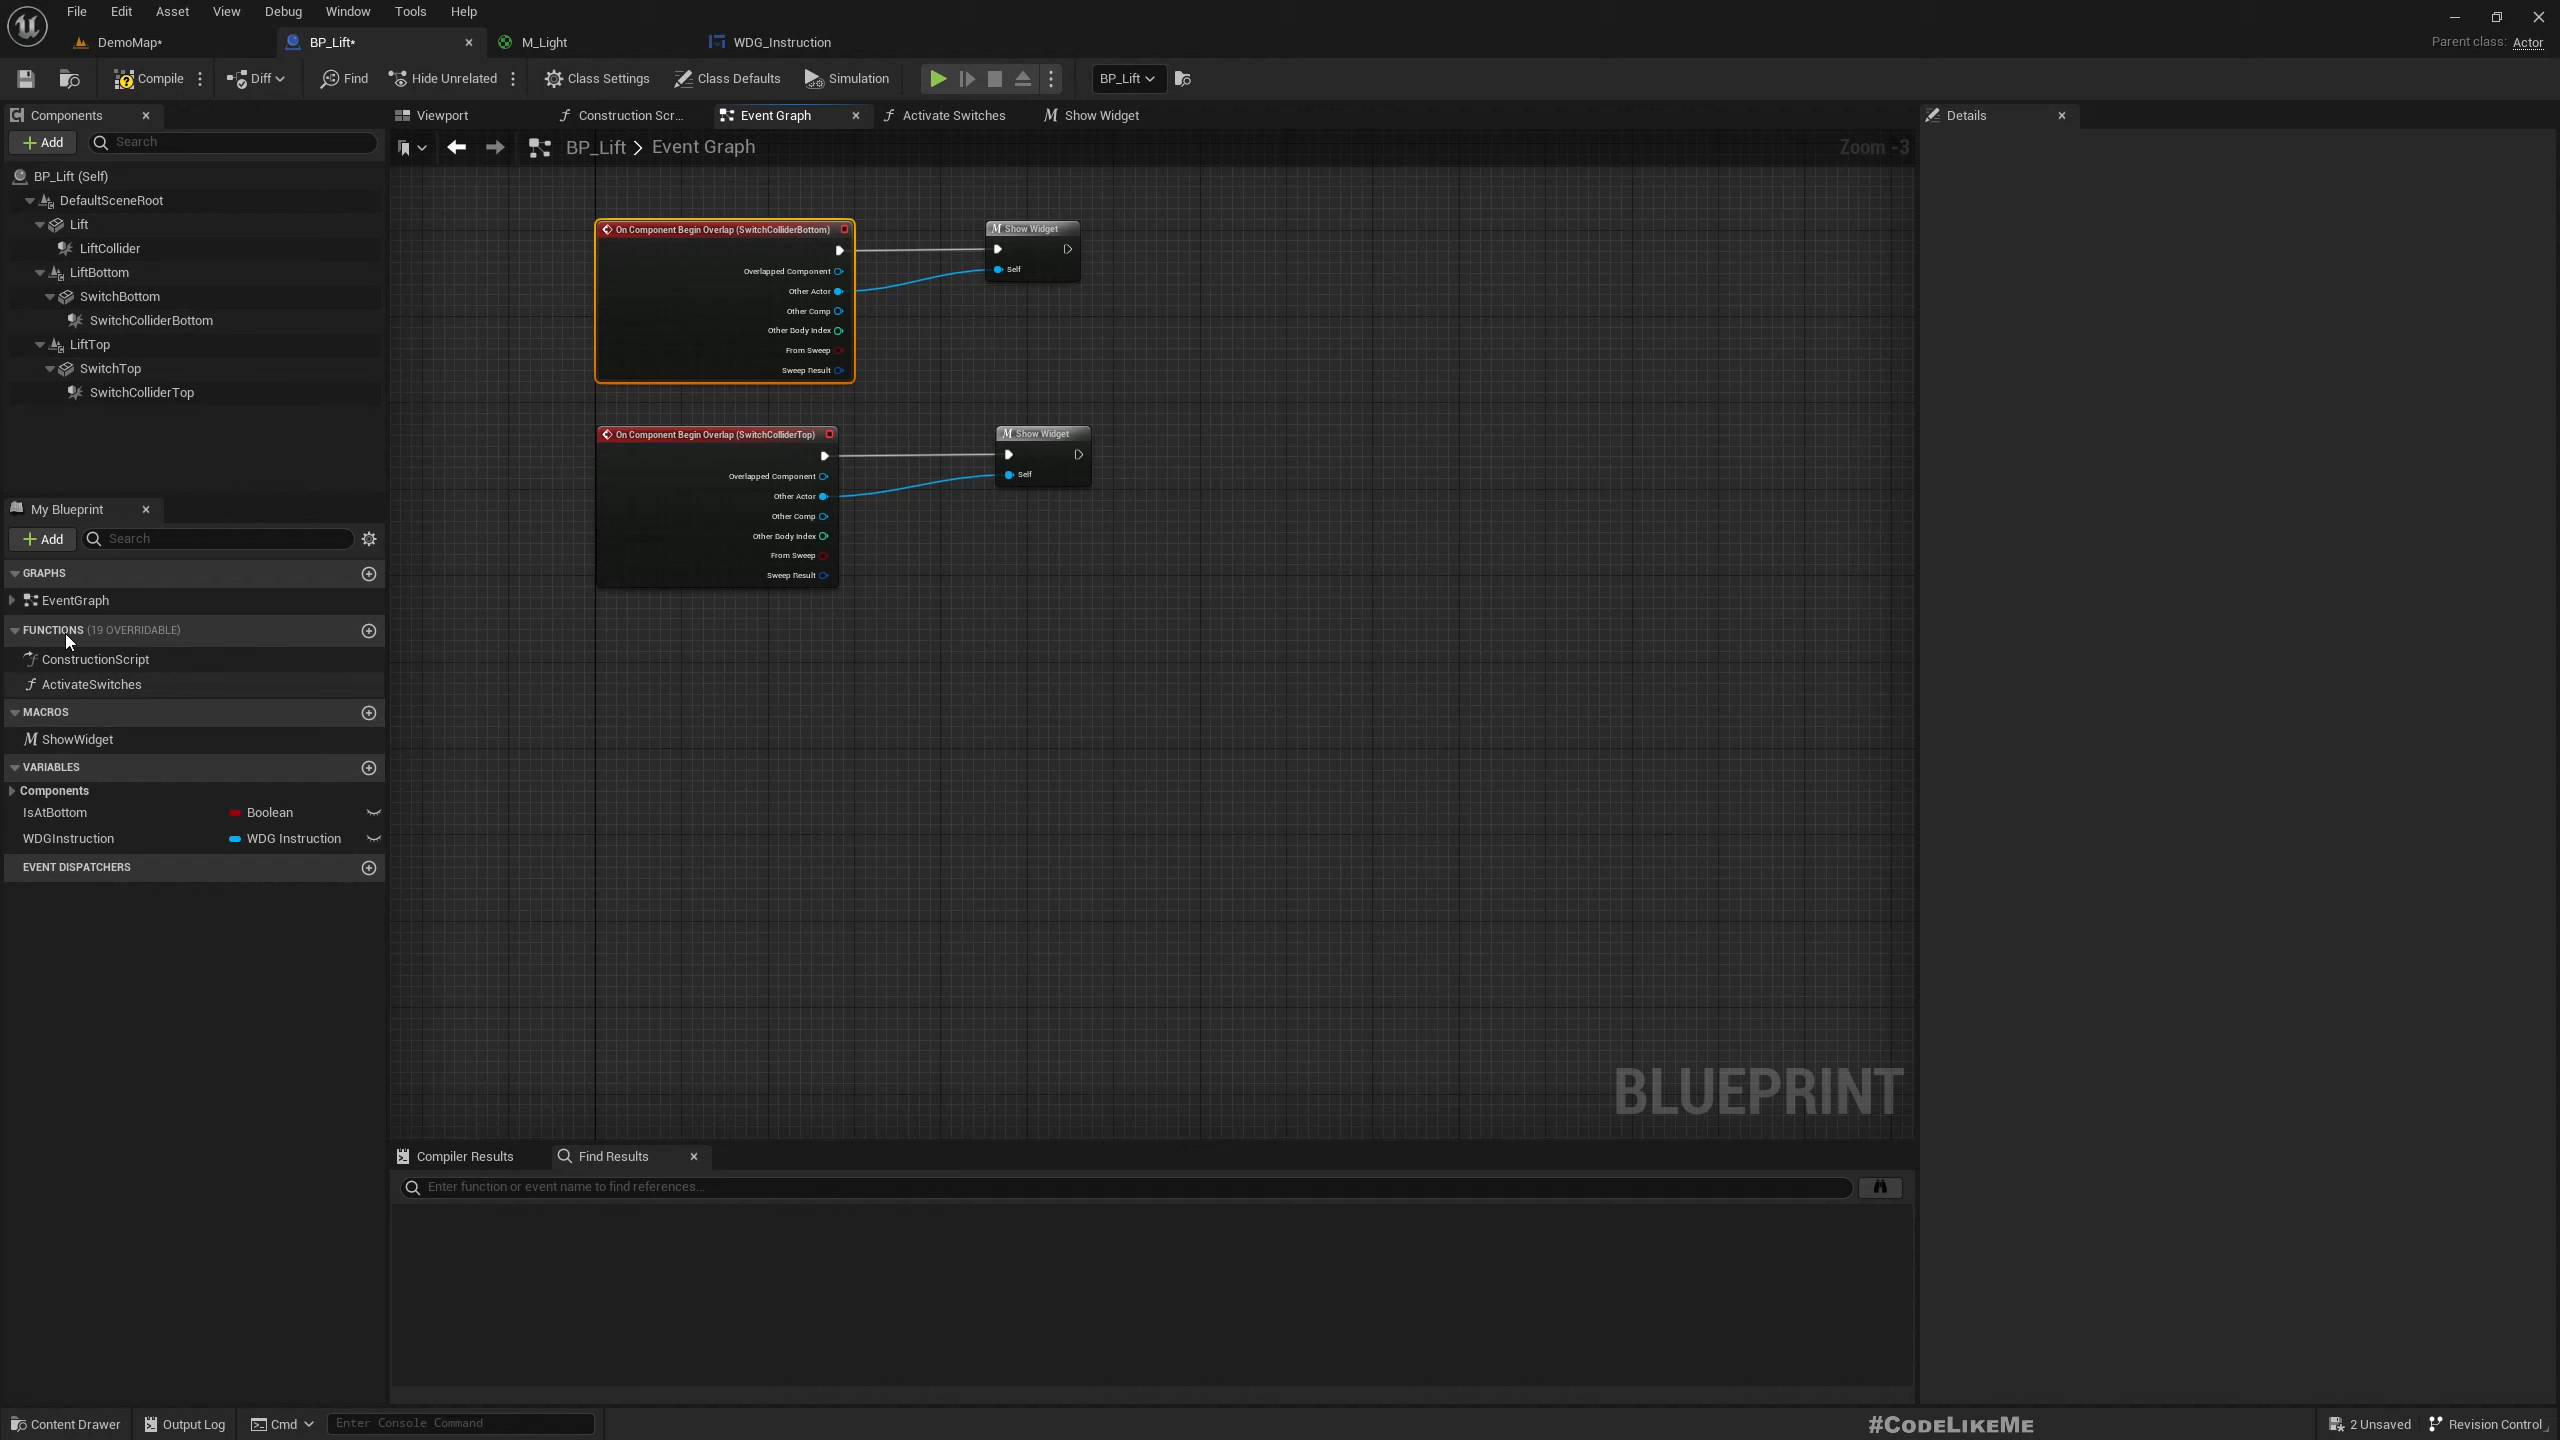 File Edit Asset View Debug Window Tools Help
DemoMap* BP_Lift* M_Light WDG_Instruction
Parent class: Actor
Compile Diff Find Hide Unrelated Class Settings Class Defaults Simulation BP_Lift
Components
Add Search
BP_Lift (Self)
DefaultSceneRoot
Lift
LiftCollider
LiftBottom
SwitchBottom
SwitchColliderBottom
LiftTop
SwitchTop
SwitchColliderTop
My Blueprint
Add Search
GRAPHS
EventGraph
FUNCTIONS (19 OVERRIDABLE)
ConstructionScript
ActivateSwitches
MACROS
ShowWidget
VARIABLES
Components
IsAtBottom Boolean
WDGInstruction WDG Instruction
EVENT DISPATCHERS
Viewport Construction Scr... Event Graph Activate Switches Show Widget
BP_Lift > Event Graph
Zoom -3
On Component Begin Overlap (SwitchColliderBottom)
Overlapped Component
Other Actor
Other Comp
Other Body Index
From Sweep
Sweep Result
Show Widget
Self
On Component Begin Overlap (SwitchColliderTop)
Overlapped Component
Other Actor
Other Comp
Other Body Index
From Sweep
Sweep Result
Show Widget
Self
BLUEPRINT
Compiler Results Find Results
Enter function or event name to find references...
Details
Content Drawer Output Log Cmd Enter Console Command
#CodeLikeMe
2 Unsaved Revision Control